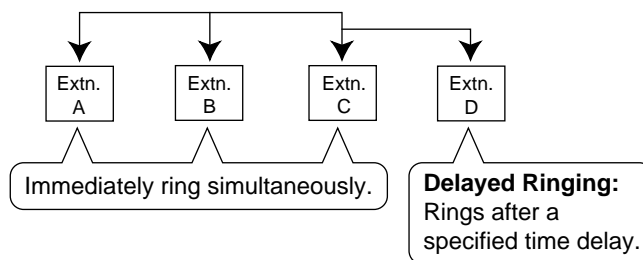 Extn.
A
Extn.
B
Extn.
C
Extn.
D
Immediately ring simultaneously.
Delayed Ringing:
Rings after a
specified time delay.